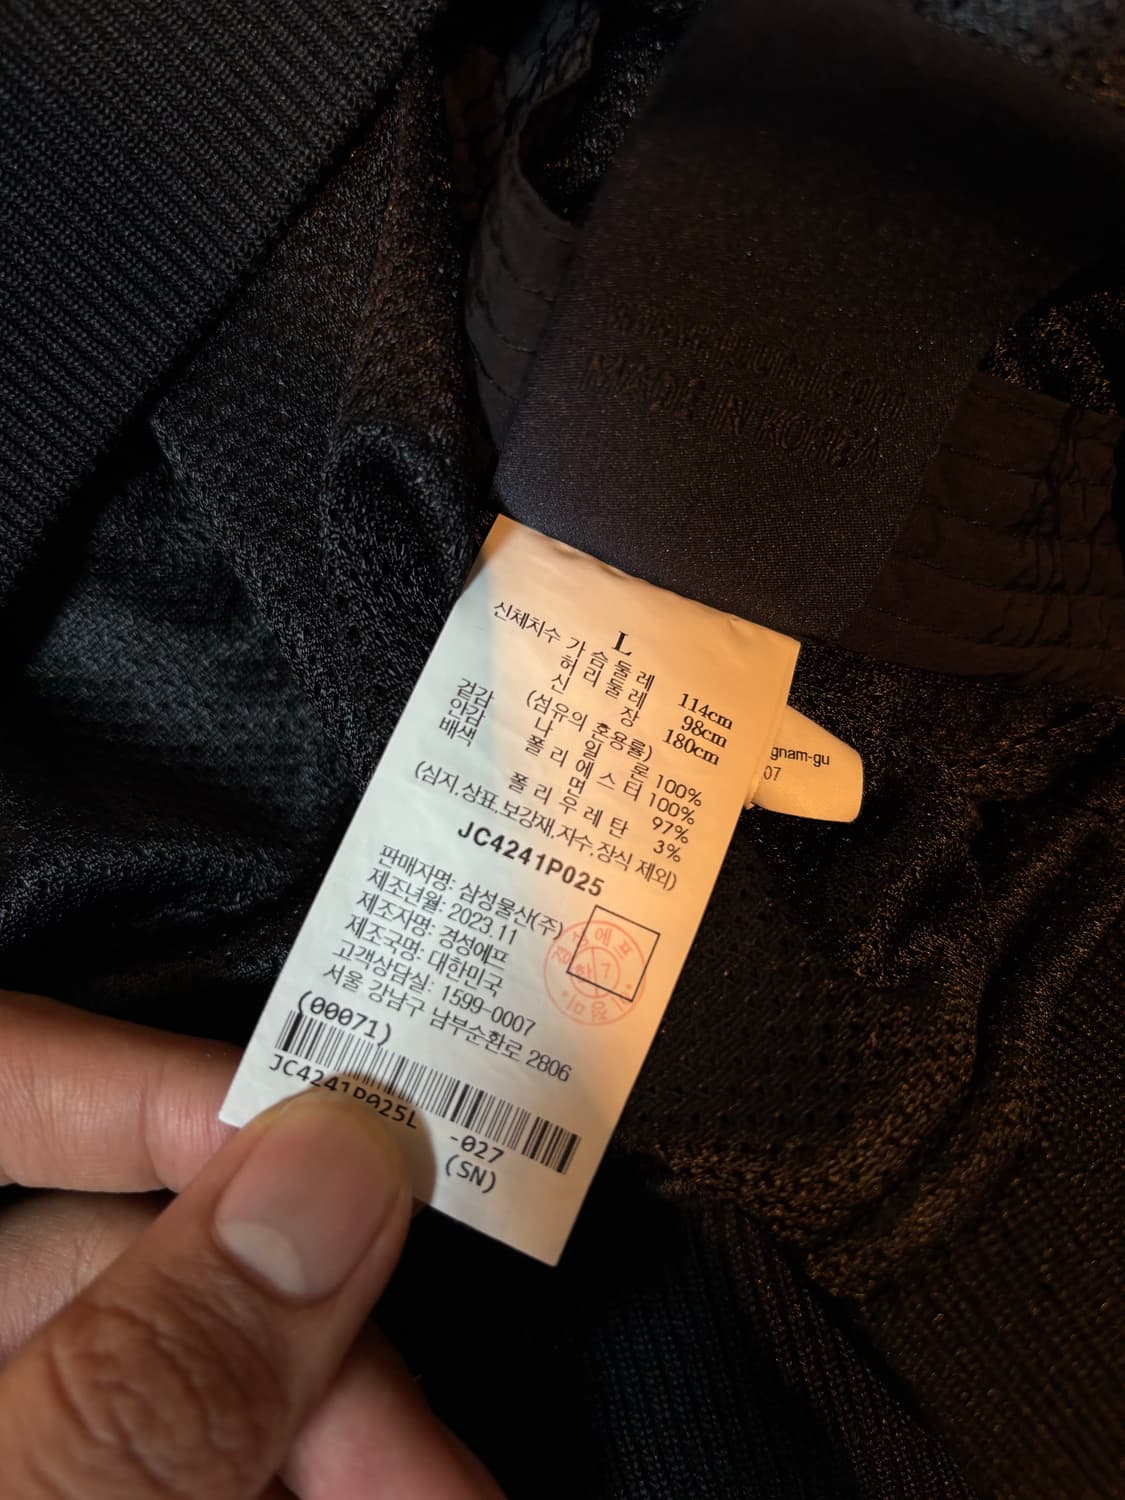 MADE IN KOREA
L
신체치수 가슴둘레 114cm
허리둘레 98cm
신 장 180cm
(섬유의 혼용률)
겉감 나 일 론 100%
안감 폴 리 에 스 터 100%
배색 면 97%
폴 리 우 레 탄 3%
(심지,상표,보강재,자수,장식 제외)
JC4241P025
판매자명: 삼성물산(주)
제조년월: 2023.11
제조자명: 경성에프
제조국명: 대한민국
고객상담실: 1599-0007
서울 강남구 남부순환로 2806
(00071)
JC4241P025L -027
(SN)
gnam-gu
07